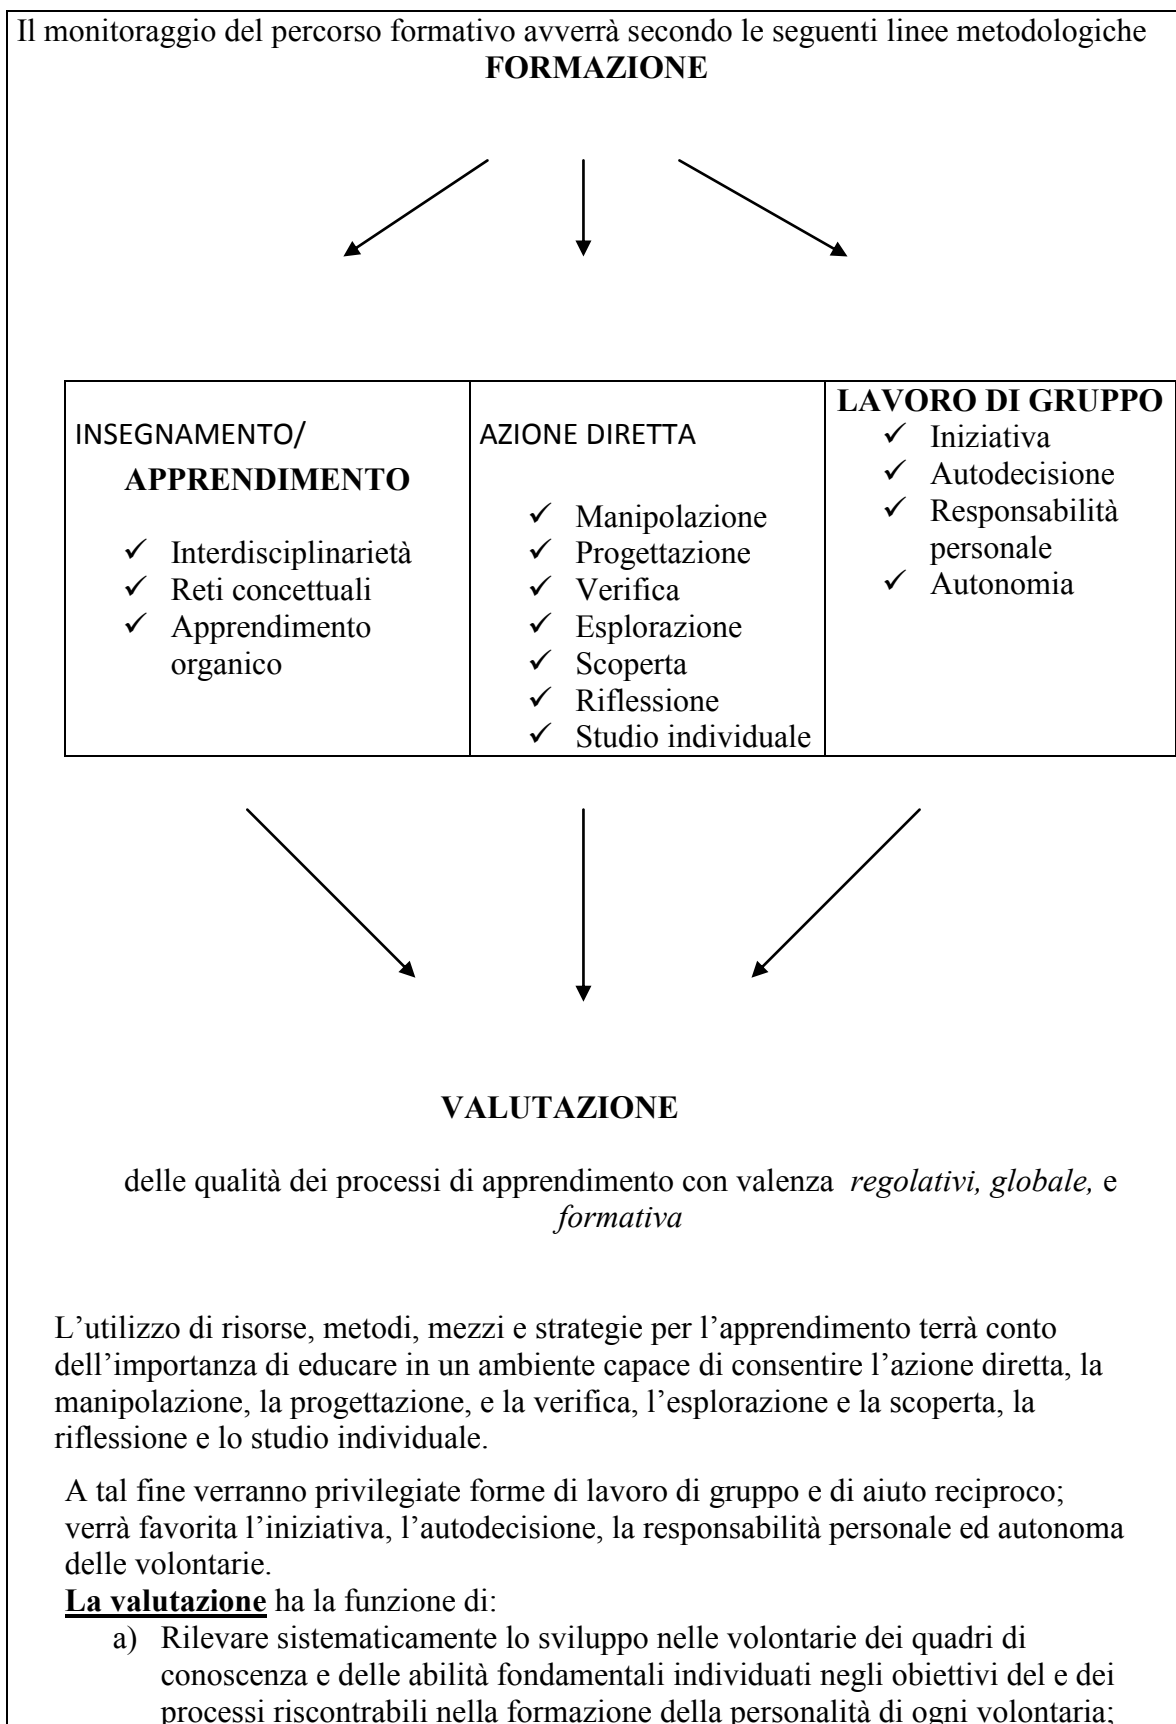 Il monitoraggio del percorso formativo avverrà secondo le seguenti linee metodologiche
FORMAZIONE
INSEGNAMENTO/
APPRENDIMENTO
✓ Interdisciplinarietà
✓ Reti concettuali
✓ Apprendimento
organico
AZIONE DIRETTA
✓ Manipolazione
✓ Progettazione
✓ Verifica
✓ Esplorazione
✓ Scoperta
✓ Riflessione
✓ Studio individuale
LAVORO DI GRUPPO
✓ Iniziativa
✓ Autodecisione
✓ Responsabilità
personale
✓ Autonomia
VALUTAZIONE
delle qualità dei processi di apprendimento con valenza regolativi, globale, e
formativa
L’utilizzo di risorse, metodi, mezzi e strategie per l’apprendimento terrà conto
dell’importanza di educare in un ambiente capace di consentire l’azione diretta, la
manipolazione, la progettazione, e la verifica, l’esplorazione e la scoperta, la
riflessione e lo studio individuale.
A tal fine verranno privilegiate forme di lavoro di gruppo e di aiuto reciproco;
verrà favorita l’iniziativa, l’autodecisione, la responsabilità personale ed autonoma
delle volontarie.
La valutazione ha la funzione di:
a) Rilevare sistematicamente lo sviluppo nelle volontarie dei quadri di
conoscenza e delle abilità fondamentali individuati negli obiettivi del e dei
processi riscontrabili nella formazione della personalità di ogni volontaria;